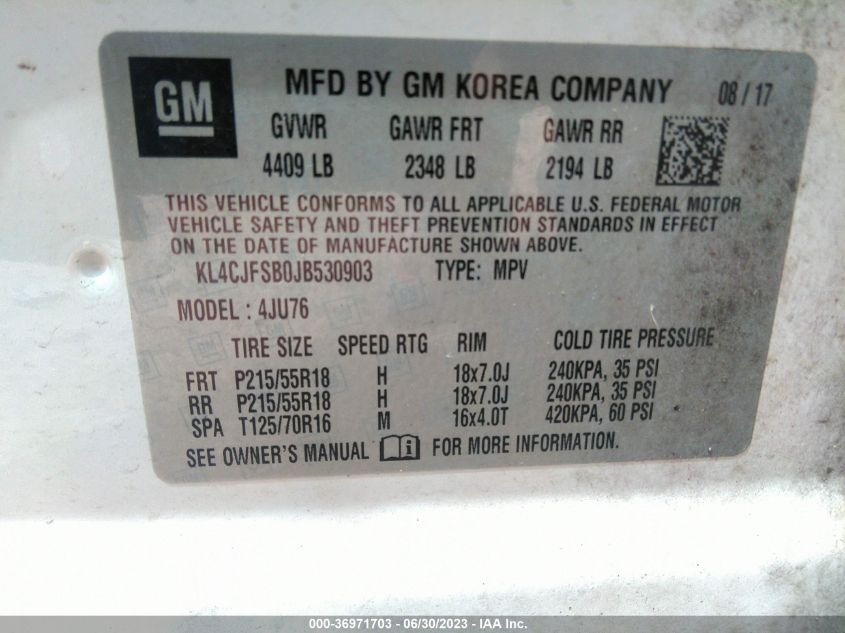 GM
MFD BY GM KOREA COMPANY 08/17
GVWR GAWR FRT GAWR RR
4409 LB 2348 LB 2194 LB
THIS VEHICLE CONFORMS TO ALL APPLICABLE U.S. FEDERAL MOTOR
VEHICLE SAFETY AND THEFT PREVENTION STANDARDS IN EFFECT
ON THE DATE OF MANUFACTURE SHOWN ABOVE.
KL4CJFSB0JB530903 TYPE: MPV
MODEL : 4JU76
TIRE SIZE SPEED RTG RIM COLD TIRE PRESSURE
FRT P215/55R18 H 18x7.0J 240KPA, 35 PSI
RR P215/55R18 H 18x7.0J 240KPA, 35 PSI
SPA T125/70R16 M 16x4.0T 420KPA, 60 PSI
SEE OWNER'S MANUAL FOR MORE INFORMATION.
000-36971703 - 06/30/2023 - IAA Inc.